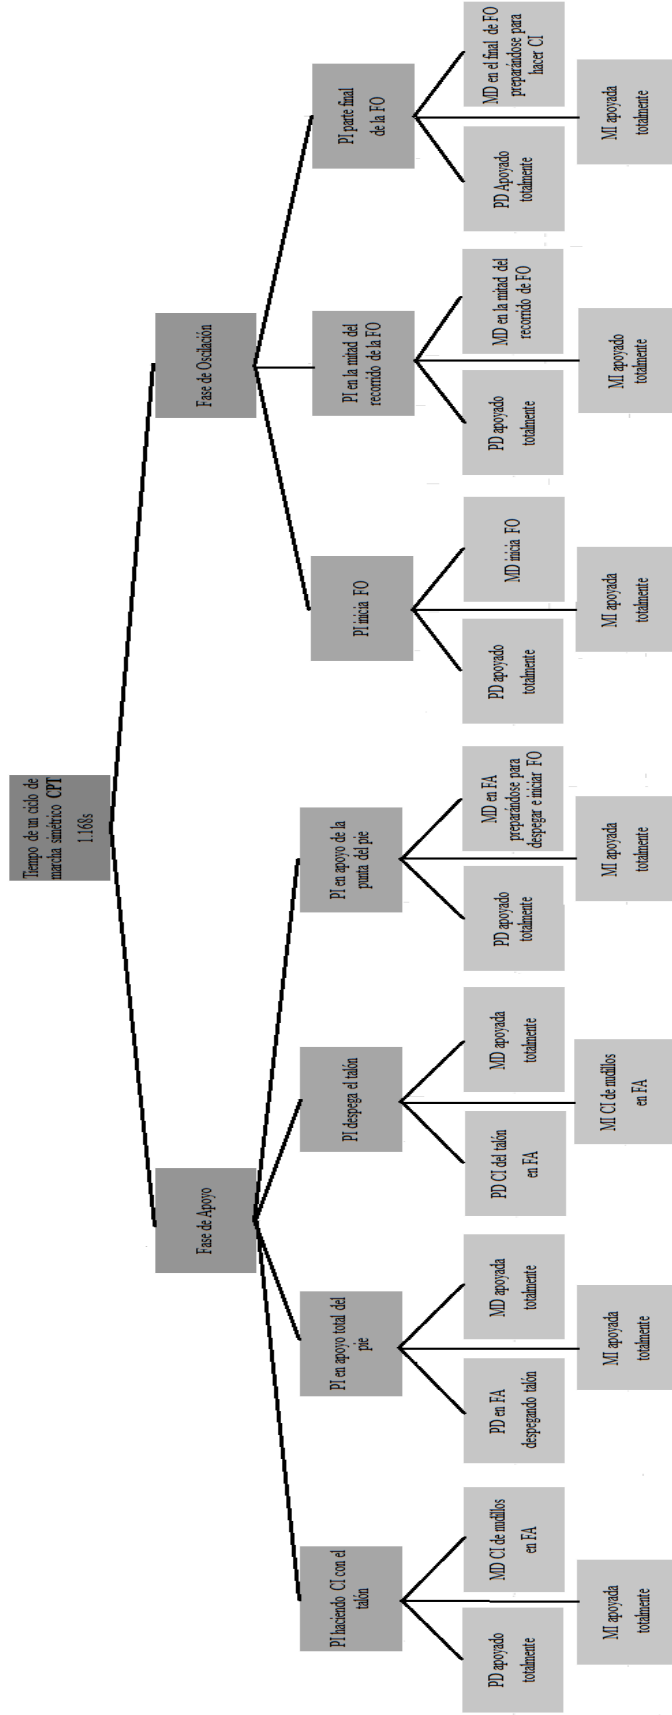 Tiempo de un ciclo de
marcha simétrico CPT
1.168s
Fase de Apoyo
Fase de Oscilación
PI haciendo CI con el
talón
PI en apoyo total del
pie
PI despega el talón
PI en apoyo de la
punta del pie
PI inicia FO
PI en la mitad del
recorrido de la FO
PI parte final
de la FO
PD apoyado
totalmente
MD CI de nudillos
en FA
MI apoyada
totalmente
PD en FA
despegando talón
MD apoyada
totalmente
MI apoyada
totalmente
PD CI del talón
en FA
MD apoyada
totalmente
MI CI de nudillos
en FA
PD apoyado
totalmente
MD en FA
preparándose para
despegar e iniciar FO
MI apoyada
totalmente
PD apoyado
totalmente
MD inicia FO
MI apoyada
totalmente
PD apoyado
totalmente
MD en la mitad del
recorrido de FO
MI apoyado
totalmente
PD Apoyado
totalmente
MD en el final de FO
preparándose para
hacer CI
MI apoyada
totalmente